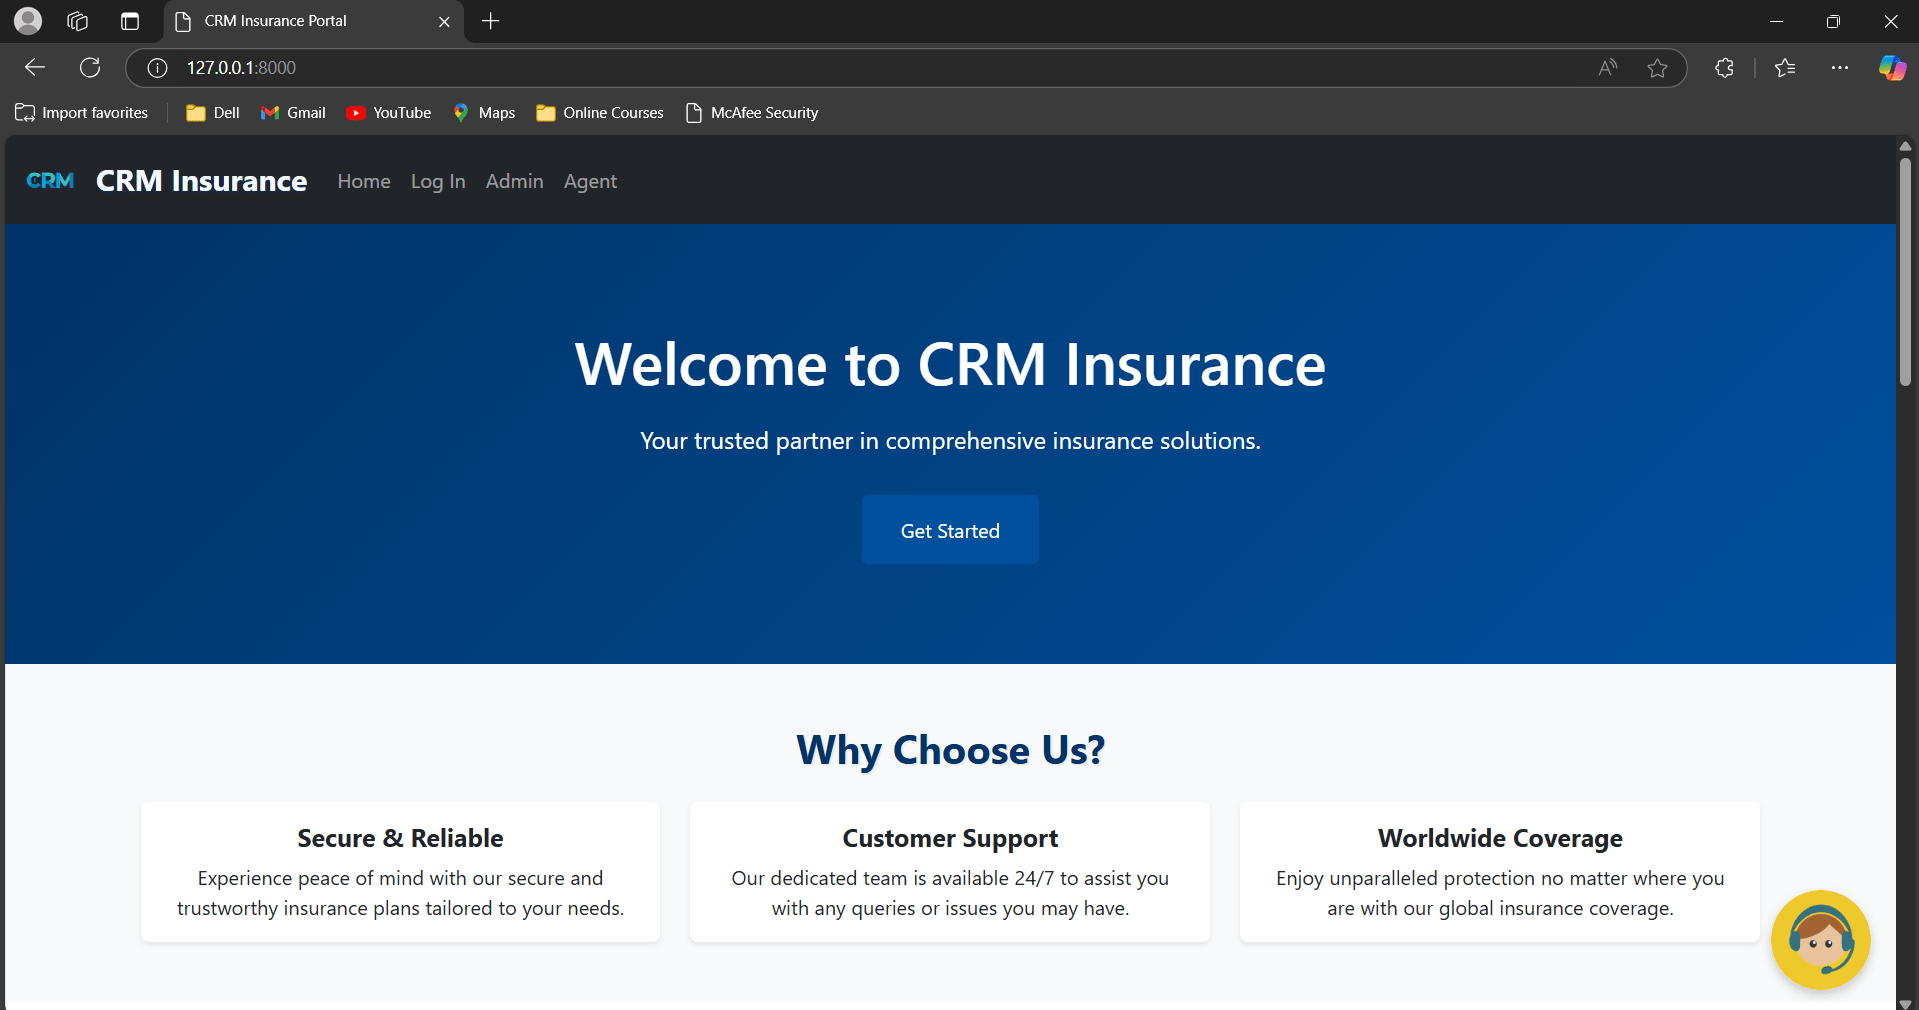 CRM Insurance Portal
127.0.0.1:8000
Import favorites Dell Gmail YouTube Maps Online Courses McAfee Security
CRM CRM Insurance Home Log In Admin Agent
Welcome to CRM Insurance
Your trusted partner in comprehensive insurance solutions.
Get Started
Why Choose Us?
Secure & Reliable
Experience peace of mind with our secure and
trustworthy insurance plans tailored to your needs.
Customer Support
Our dedicated team is available 24/7 to assist you
with any queries or issues you may have.
Worldwide Coverage
Enjoy unparalleled protection no matter where you
are with our global insurance coverage.